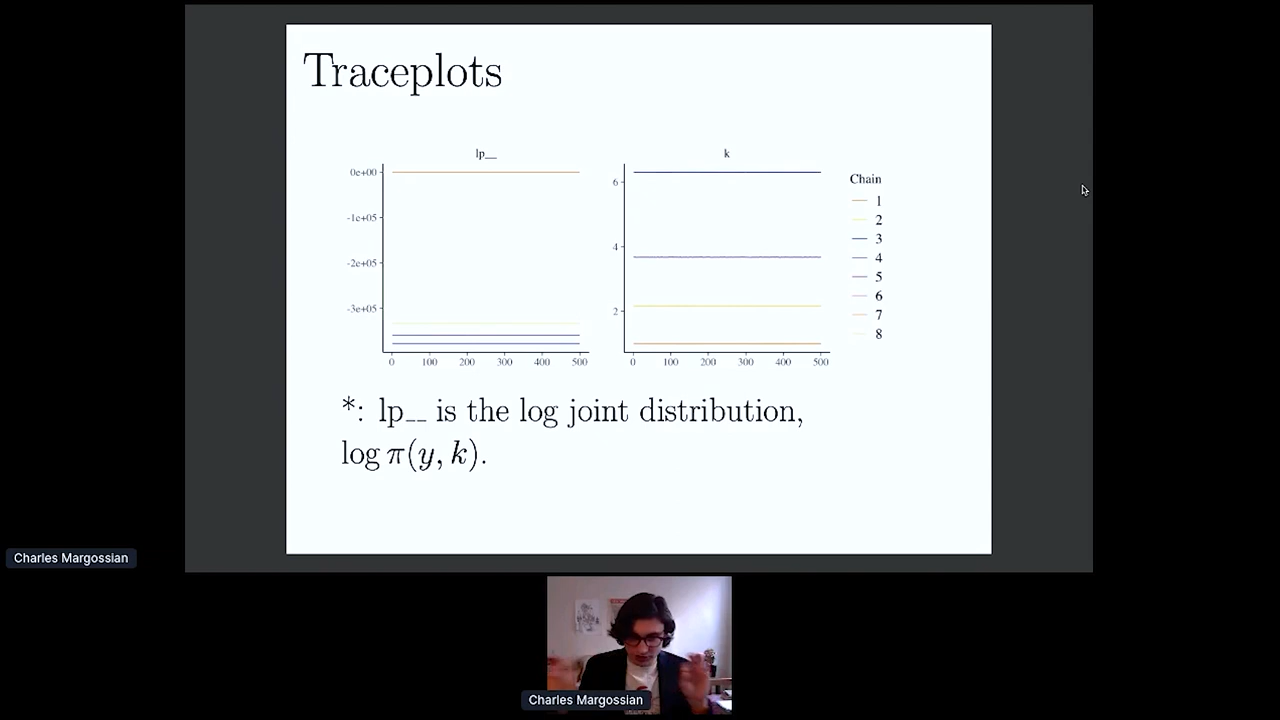 Traceplots
lp__
k
0e+00
-1e+05
-2e+05
-3e+05
0 100 200 300 400 500
6
4
2
0 100 200 300 400 500
Chain
1
2
3
4
5
6
7
8
*: lp__ is the log joint distribution,
log π(y, k).
Charles Margossian
Charles Margossian